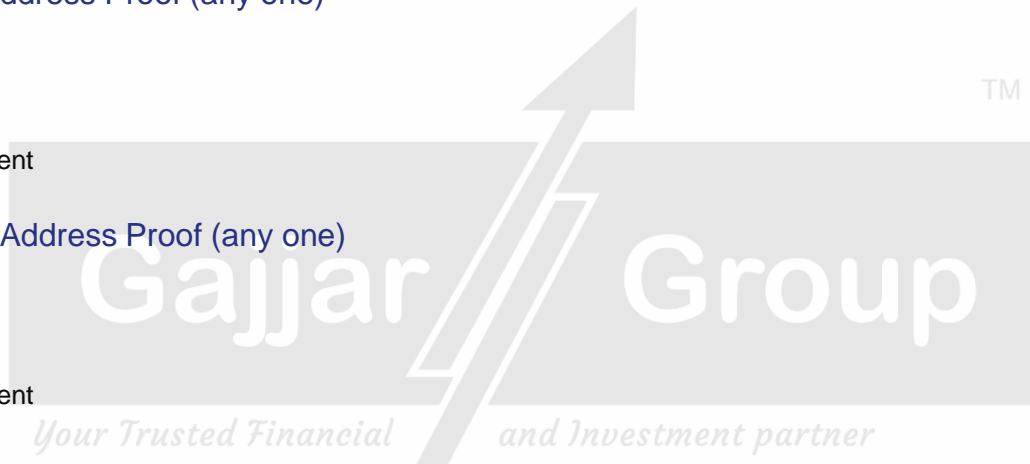 ddress Proof (any one)
TM
ent
Address Proof (any one)
Gajjar Group
ent
Your Trusted Financial and Investment partner